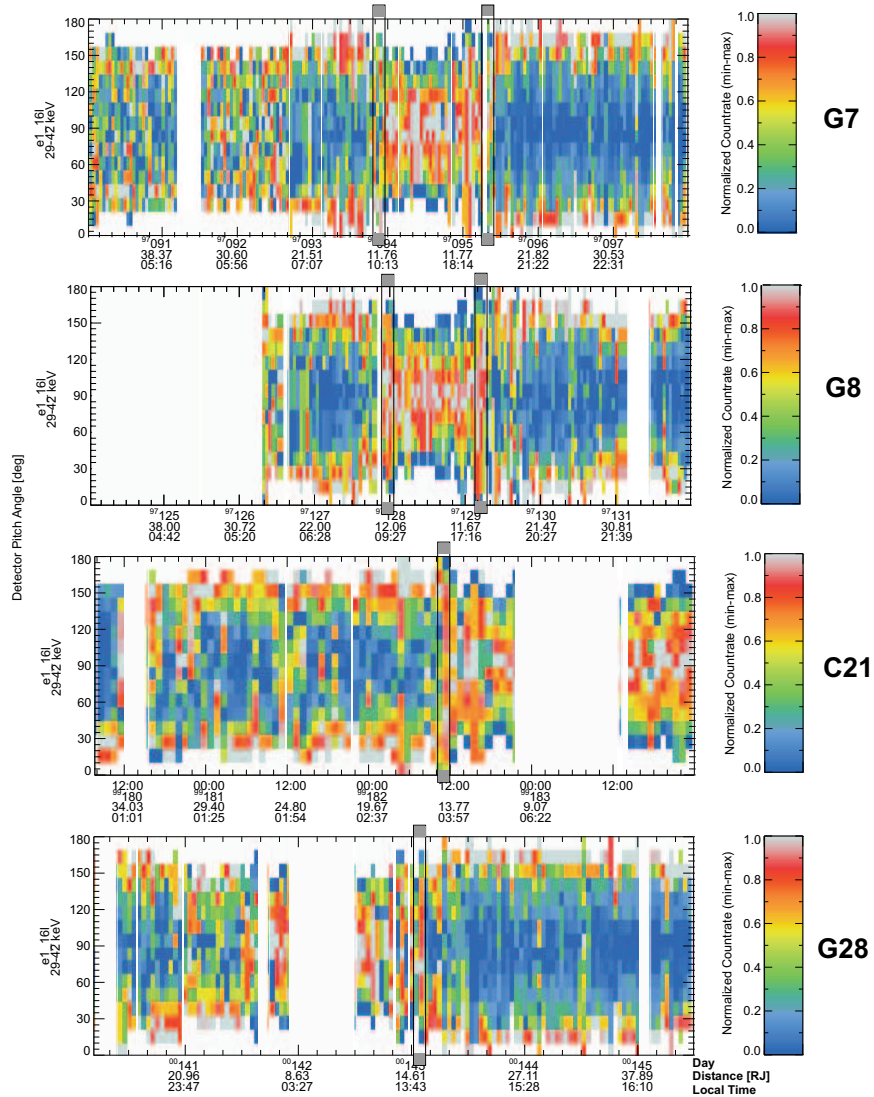 180
150
120
90
60
30
0
e1_16l
29-42 keV
97091 97092 97093 97094 97095 97096 97097
38.37 30.60 21.51 11.76 11.77 21.82 30.53
05:16 05:56 07:07 10:13 18:14 21:22 22:31
1.0
0.8
0.6
0.4
0.2
0.0
Normalized Countrate (min-max)
G7
180
150
120
90
60
30
0
e1_16l
29-42 keV
97125 97126 97127 97128 97129 97130 97131
38.00 30.72 22.00 12.06 11.67 21.47 30.81
04:42 05:20 06:28 09:27 17:16 20:27 21:39
1.0
0.8
0.6
0.4
0.2
0.0
Normalized Countrate (min-max)
G8
Detector Pitch Angle [deg]
180
150
120
90
60
30
0
e1_16l
29-42 keV
12:00 00:00 12:00 00:00 00:00 12:00
99180 99181 99182 99183
34.03 29.40 24.80 19.67 13.77 9.07
01:01 01:25 01:54 02:37 03:57 06:22
1.0
0.8
0.6
0.4
0.2
0.0
Normalized Countrate (min-max)
C21
180
150
120
90
60
30
0
e1_16l
29-42 keV
00141 00142 00143 00144 00145 Day
20.96 8.63 14.61 27.11 37.89 Distance [RJ]
23:47 03:27 13:43 15:28 16:10 Local Time
1.0
0.8
0.6
0.4
0.2
0.0
Normalized Countrate (min-max)
G28